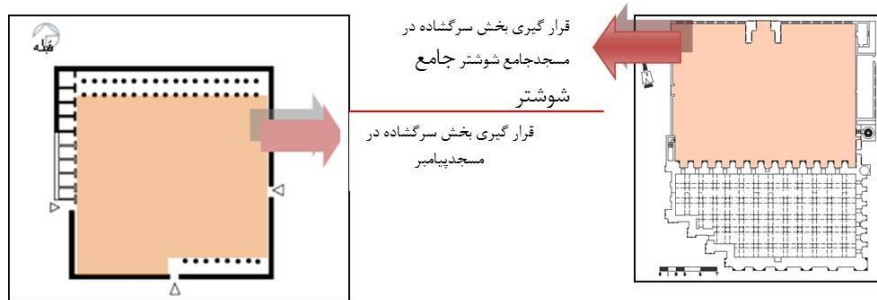 قبله
قرار گیری بخش سرگشاده در
مسجدجامع شوشتر جامع
شوشتر
قرار گیری بخش سرگشاده در
مسجدپیامبر
N